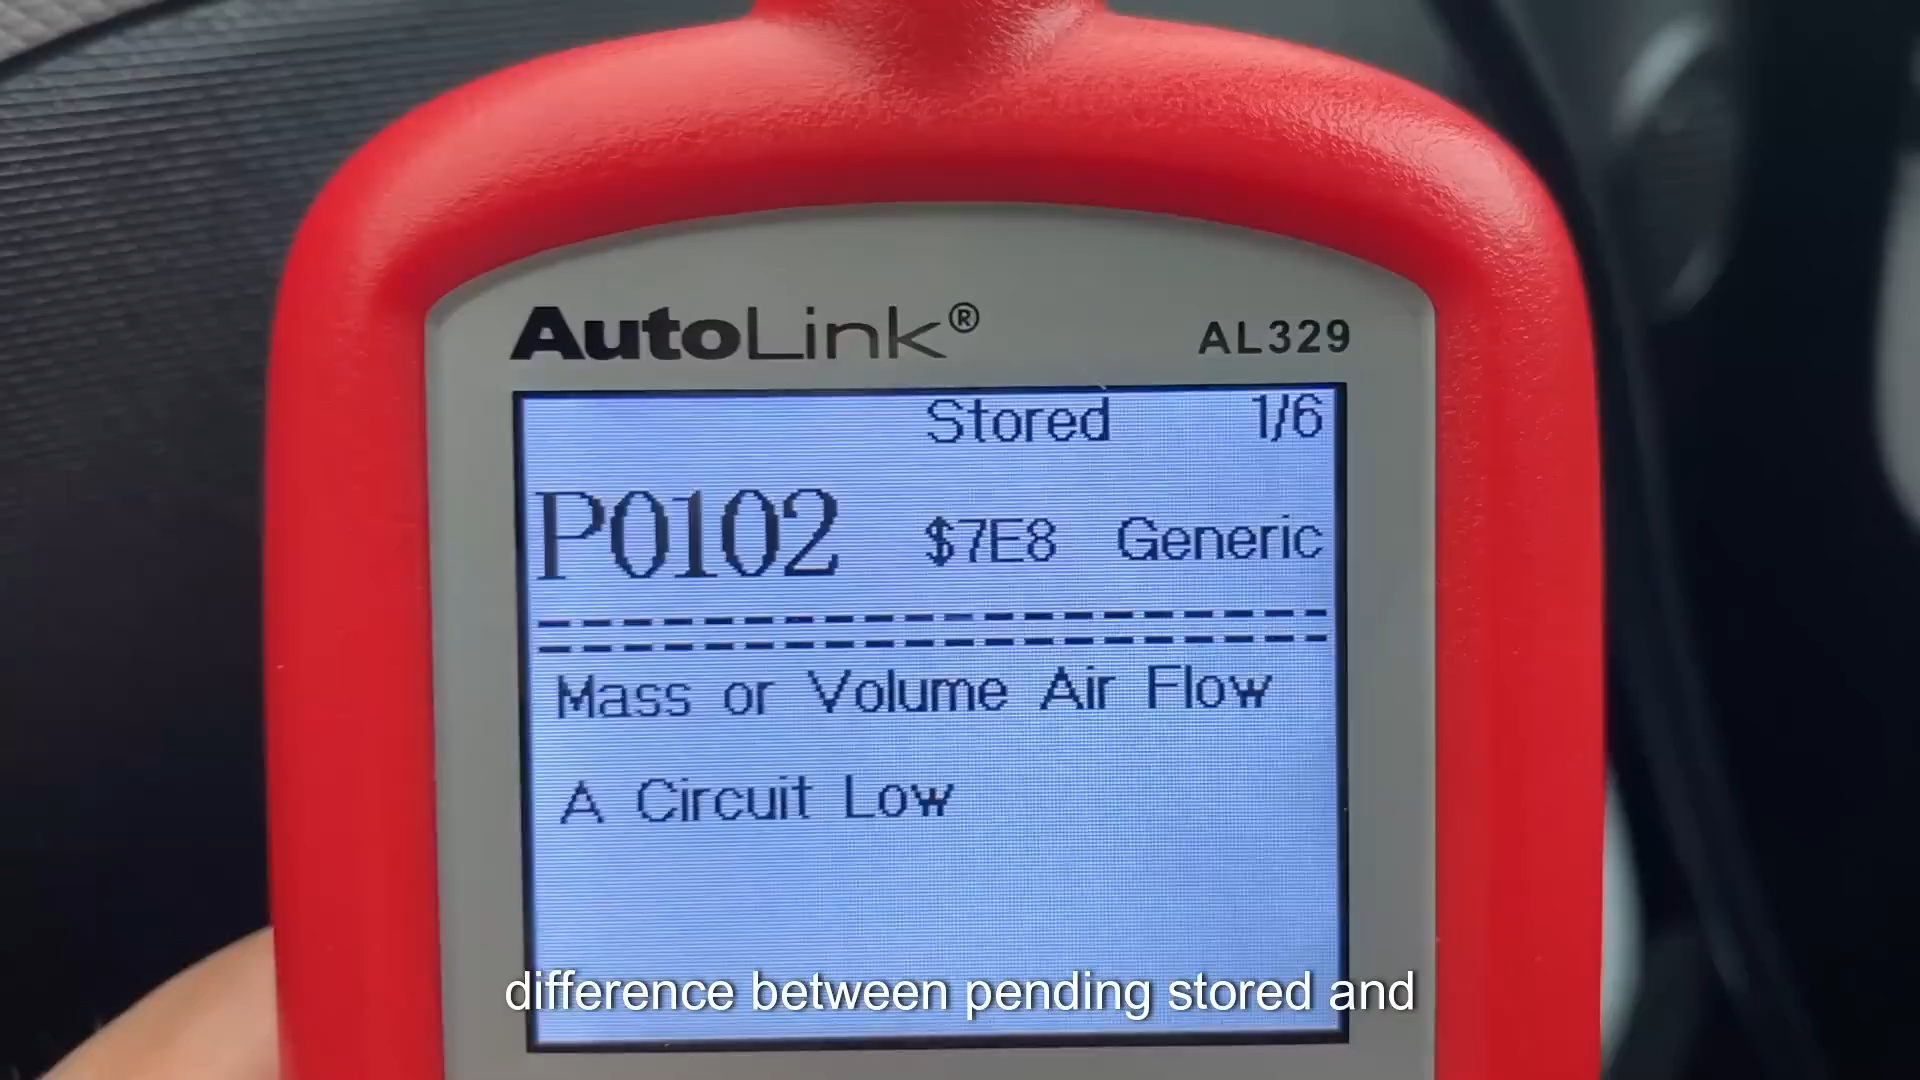 AutoLink® AL329
Stored 1/6
P0102 $7E8 Generic
Mass or Volume Air Flow
A Circuit Low
difference between pending stored and